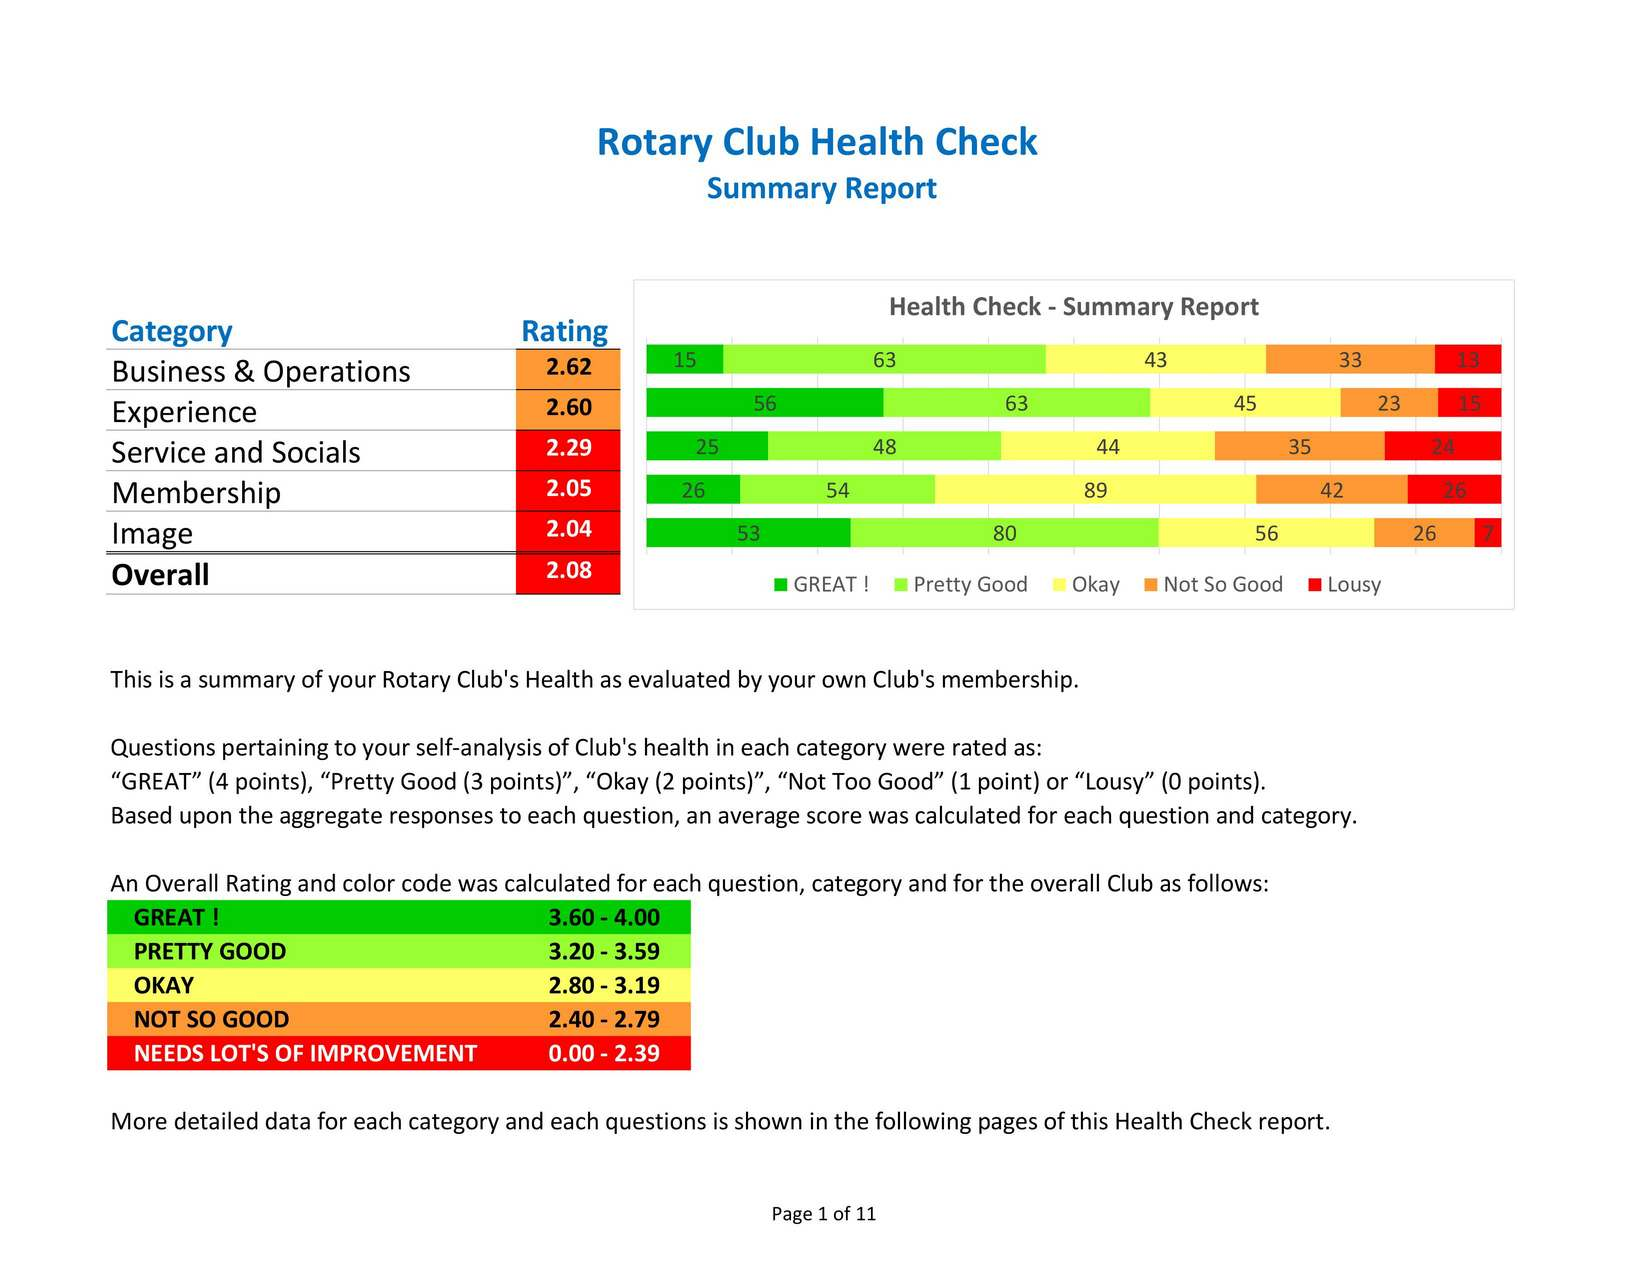 Rotary Club Health Check
Summary Report
Category Rating
Business & Operations 2.62
Experience 2.60
Service and Socials 2.29
Membership 2.05
Image 2.04
Overall 2.08
Health Check - Summary Report
15 63 43 33 13
56 63 45 23 15
25 48 44 35 24
26 54 89 42 26
53 80 56 26 7
GREAT ! Pretty Good Okay Not So Good Lousy
This is a summary of your Rotary Club's Health as evaluated by your own Club's membership.
Questions pertaining to your self-analysis of Club's health in each category were rated as:
“GREAT” (4 points), “Pretty Good (3 points)”, “Okay (2 points)”, “Not Too Good” (1 point) or “Lousy” (0 points).
Based upon the aggregate responses to each question, an average score was calculated for each question and category.
An Overall Rating and color code was calculated for each question, category and for the overall Club as follows:
GREAT ! 3.60 - 4.00
PRETTY GOOD 3.20 - 3.59
OKAY 2.80 - 3.19
NOT SO GOOD 2.40 - 2.79
NEEDS LOT'S OF IMPROVEMENT 0.00 - 2.39
More detailed data for each category and each questions is shown in the following pages of this Health Check report.
Page 1 of 11